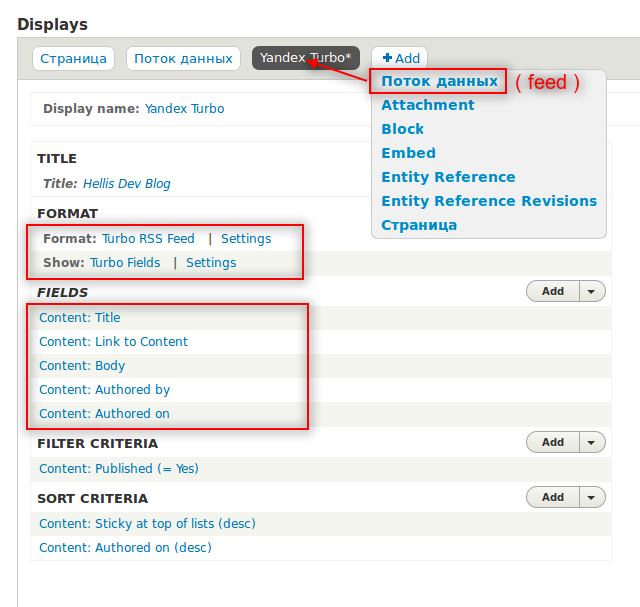 Displays
Страница
Поток данных
Yandex Turbo*
Add
Поток данных
( feed )
Attachment
Block
Embed
Entity Reference
Entity Reference Revisions
Страница
Display name: Yandex Turbo
TITLE
Title: Hellis Dev Blog
FORMAT
Format: Turbo RSS Feed | Settings
Show: Turbo Fields | Settings
FIELDS Add
Content: Title
Content: Link to Content
Content: Body
Content: Authored by
Content: Authored on
FILTER CRITERIA Add
Content: Published (= Yes)
SORT CRITERIA Add
Content: Sticky at top of lists (desc)
Content: Authored on (desc)